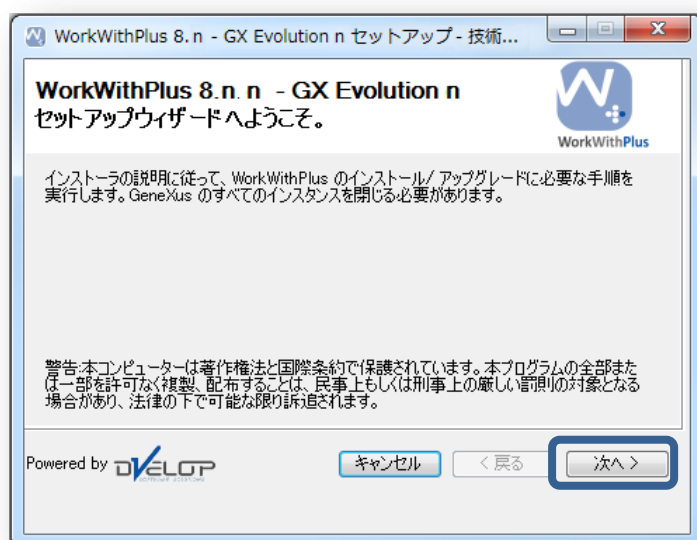 WorkWithPlus 8.n - GX Evolution n セットアップ - 技術...
WorkWithPlus 8.n.n - GX Evolution n
セットアップウィザードへようこそ。
WorkWithPlus
インストーラの説明に従って、WorkWithPlus のインストール/ アップグレードに必要な手順を
実行します。GeneXus のすべてのインスタンスを閉じる必要があります。
警告:本コンピューターは著作権法と国際条約で保護されています。本プログラムの全部また
は一部を許可なく複製、配布することは、民事上もしくは刑事上の厳しい罰則の対象となる
場合があり、法律の下で可能な限り訴追されます。
Powered by DVELOP
キャンセル
< 戻る
次へ >